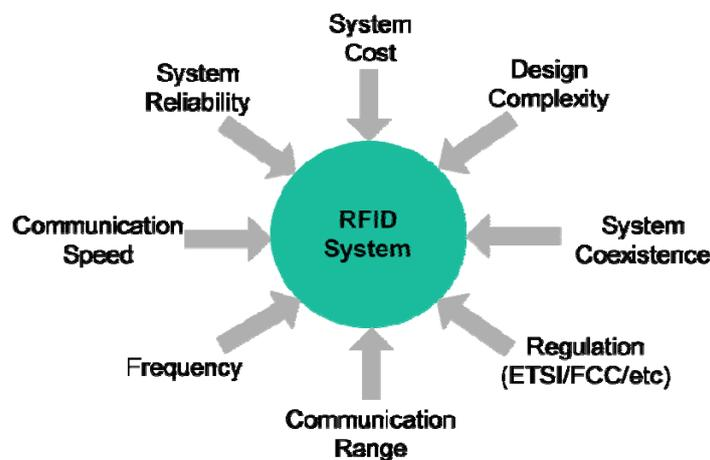 System
Cost
Design
Complexity
System
Reliability
RFID
System
Communication
Speed
System
Coexistence
Frequency
Regulation
(ETSI/FCC/etc)
Communication
Range